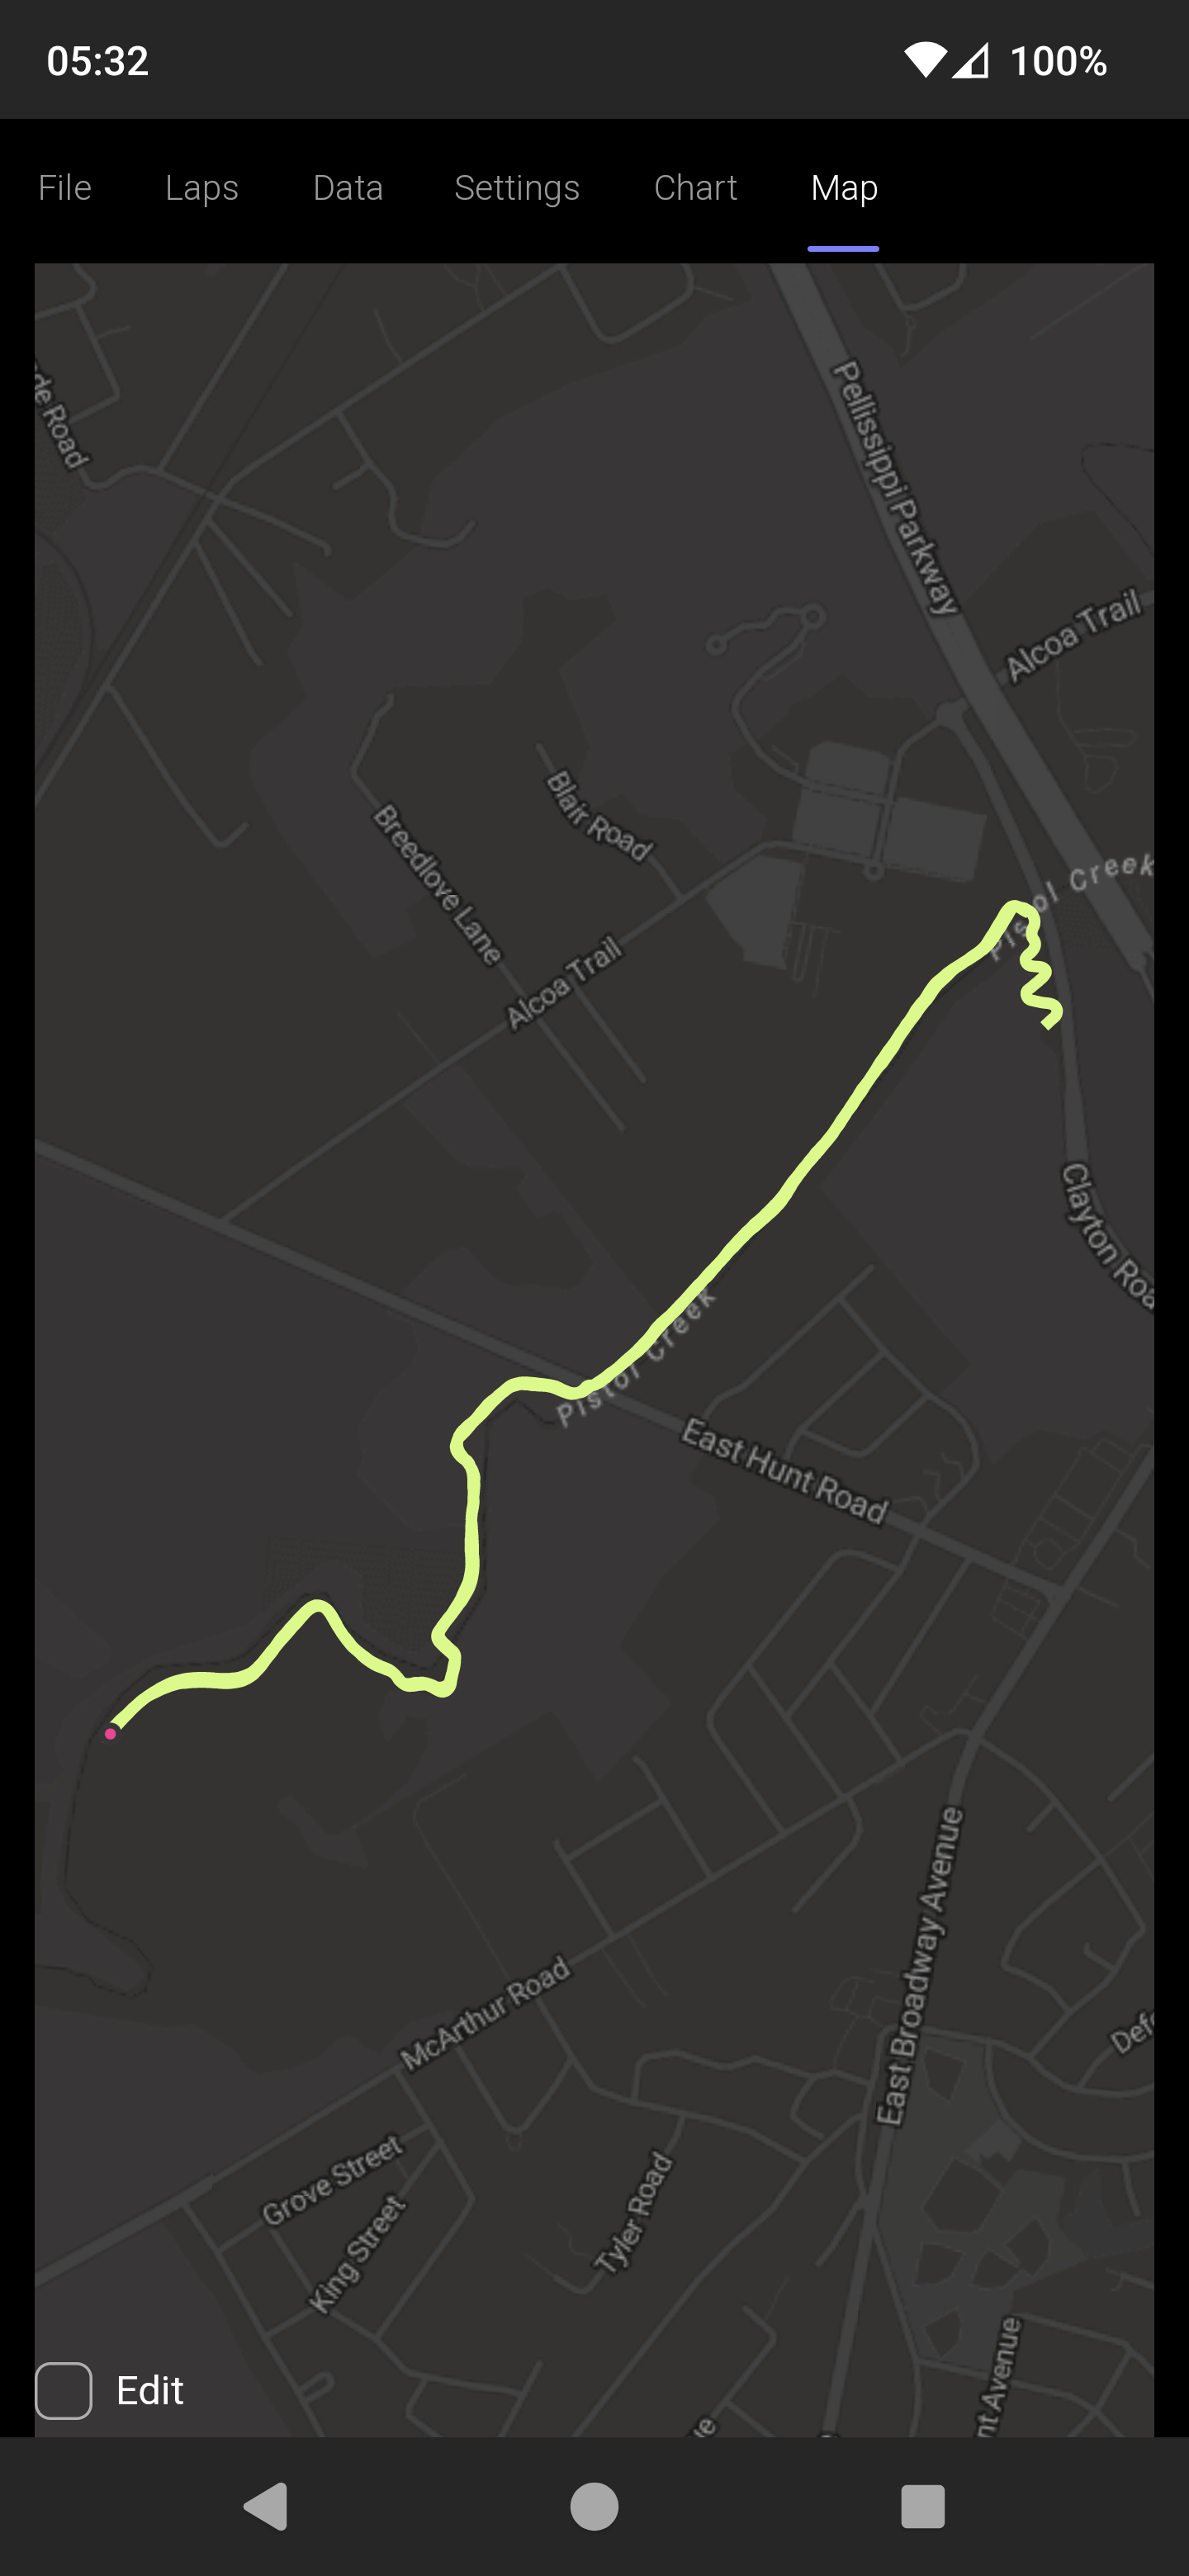 05:32
100%
File Laps Data Settings Chart Map
de Road
Pellissippi Parkway
Alcoa Trail
Blair Road
Breedlove Lane
Pistol Creek
Alcoa Trail
Clayton Roa
Pistol Creek
East Hunt Road
East Broadway Avenue
McArthur Road
Defe
Grove Street
King Street
Tyler Road
nt Avenue
Edit